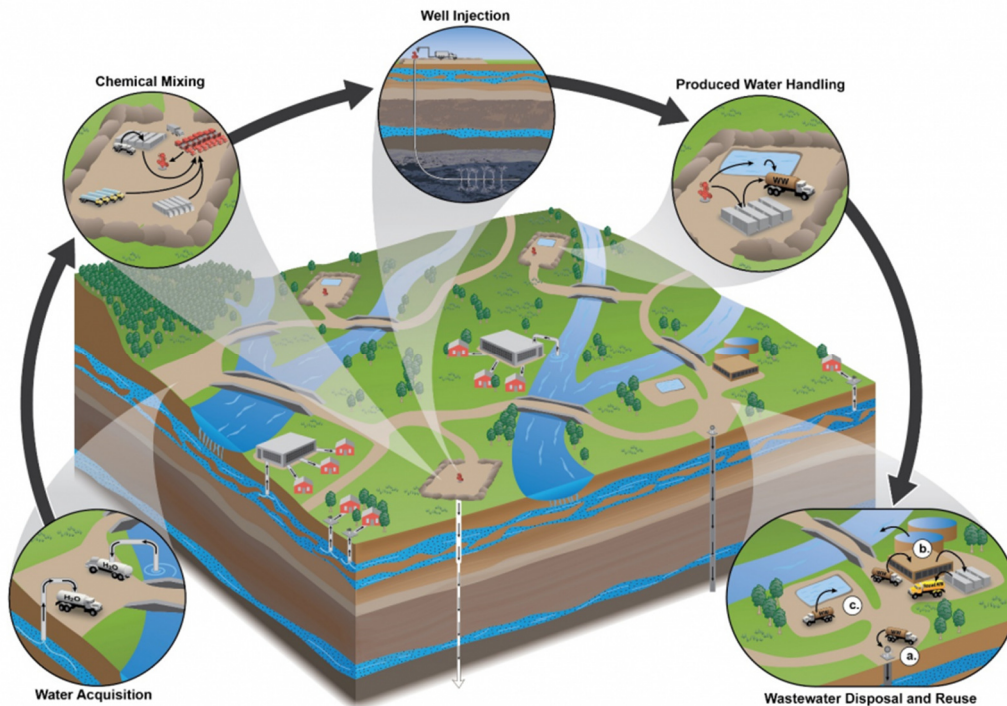 Well Injection
Chemical Mixing
Produced Water Handling
WW
H₂O
H₂O
b.
c.
a.
Water Acquisition
Wastewater Disposal and Reuse